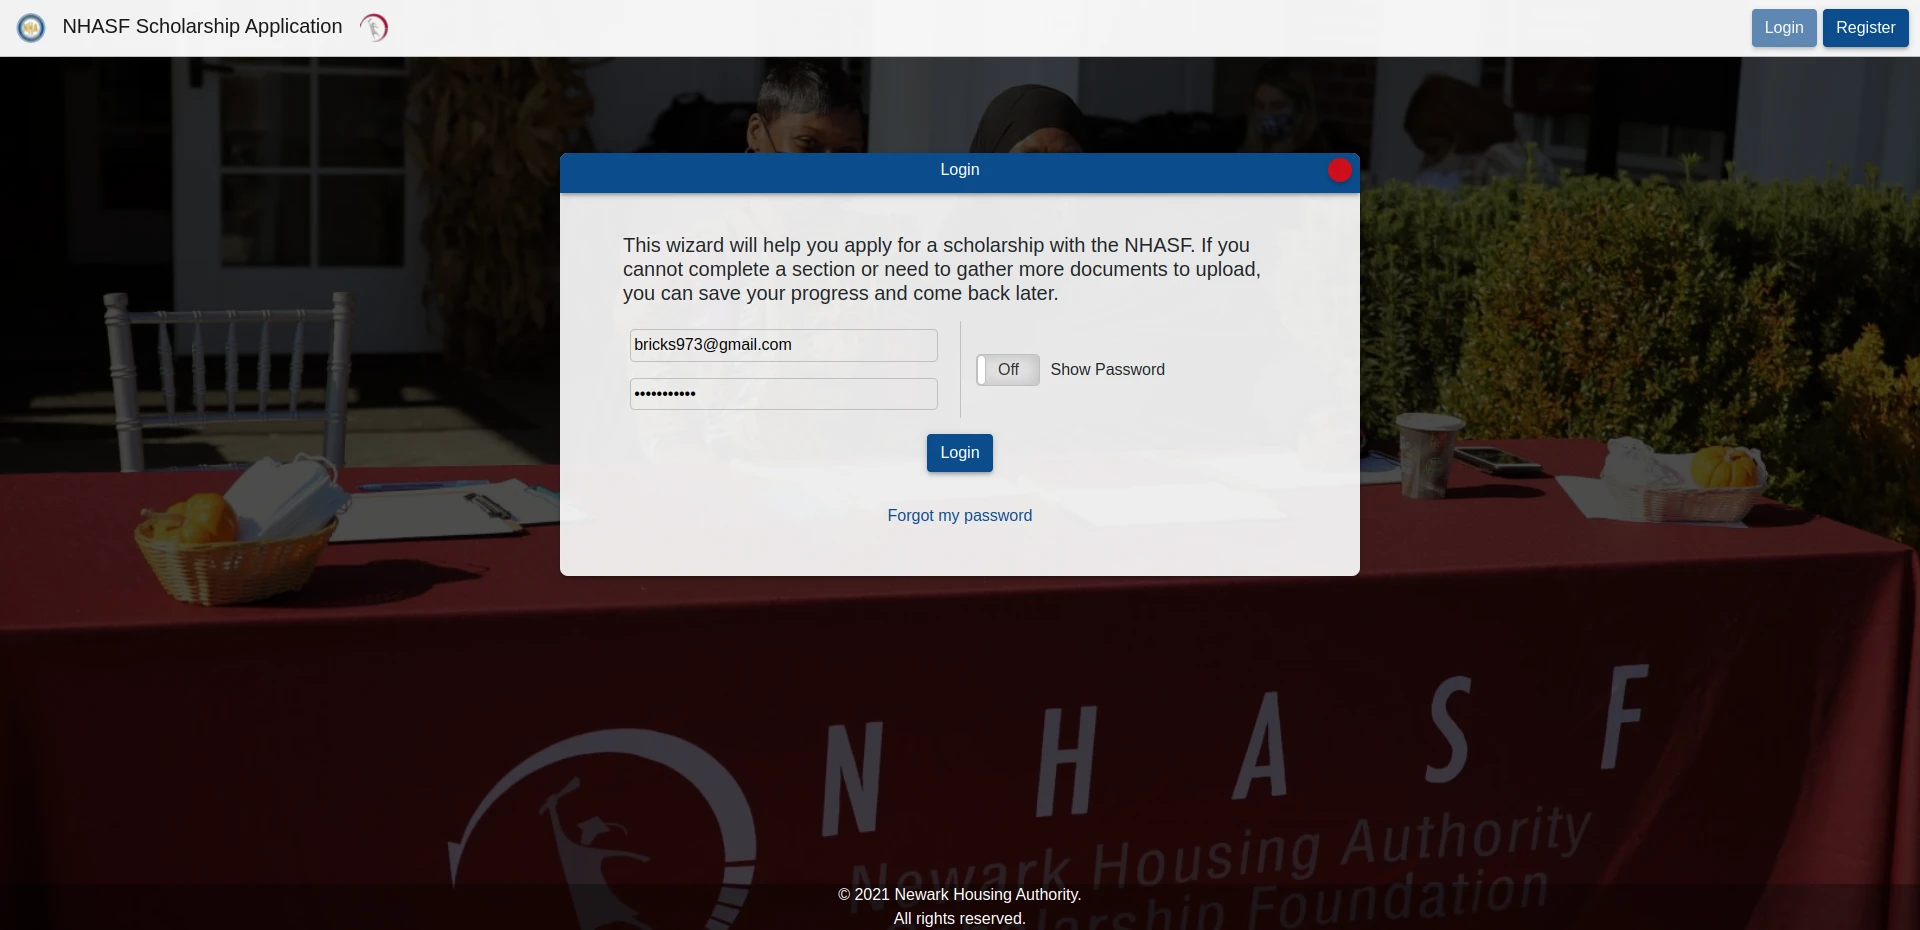 NHA
NHASF Scholarship Application
Login
Register
Login
This wizard will help you apply for a scholarship with the NHASF. If you
cannot complete a section or need to gather more documents to upload,
you can save your progress and come back later.
bricks973@gmail.com
•••••••••••
Off
Show Password
Login
Forgot my password
N H A S F
Newark Housing Authority
Scholarship Foundation
© 2021 Newark Housing Authority.
All rights reserved.